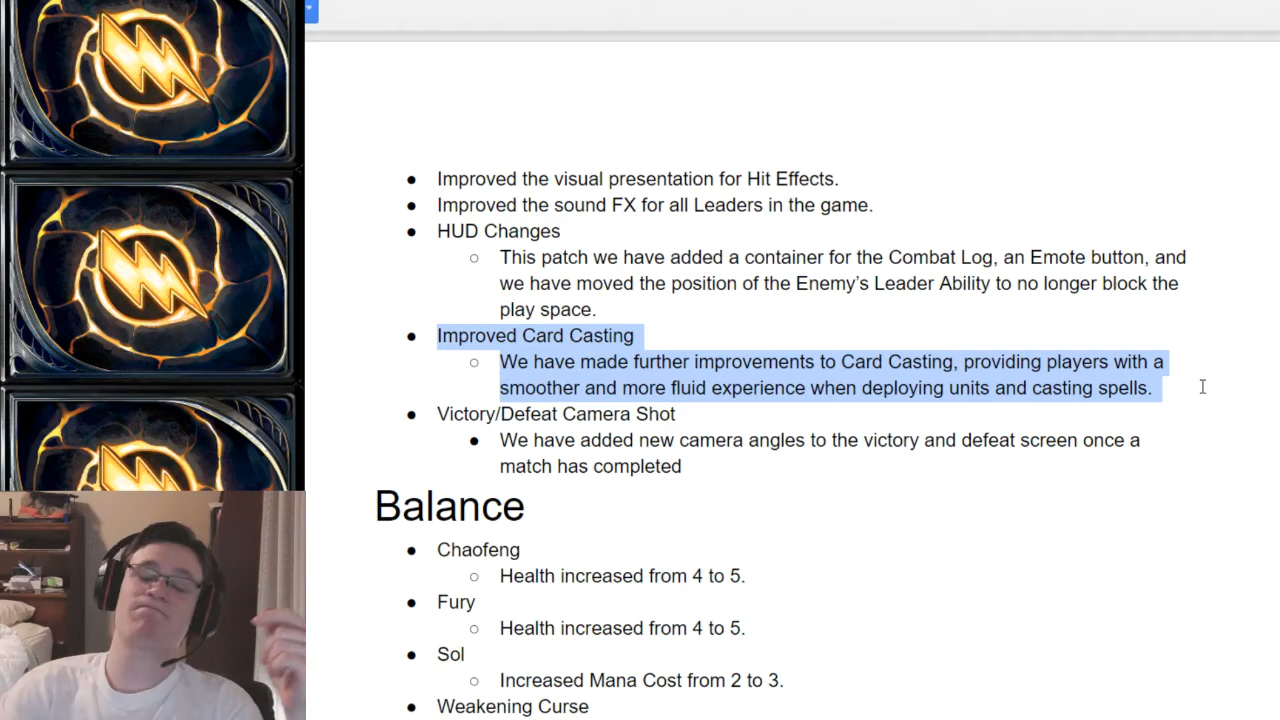 Improved the visual presentation for Hit Effects.
Improved the sound FX for all Leaders in the game.
HUD Changes
This patch we have added a container for the Combat Log, an Emote button, and
we have moved the position of the Enemy’s Leader Ability to no longer block the
play space.
Improved Card Casting
We have made further improvements to Card Casting, providing players with a
smoother and more fluid experience when deploying units and casting spells.
Victory/Defeat Camera Shot
We have added new camera angles to the victory and defeat screen once a
match has completed
Balance
Chaofeng
Health increased from 4 to 5.
Fury
Health increased from 4 to 5.
Sol
Increased Mana Cost from 2 to 3.
Weakening Curse